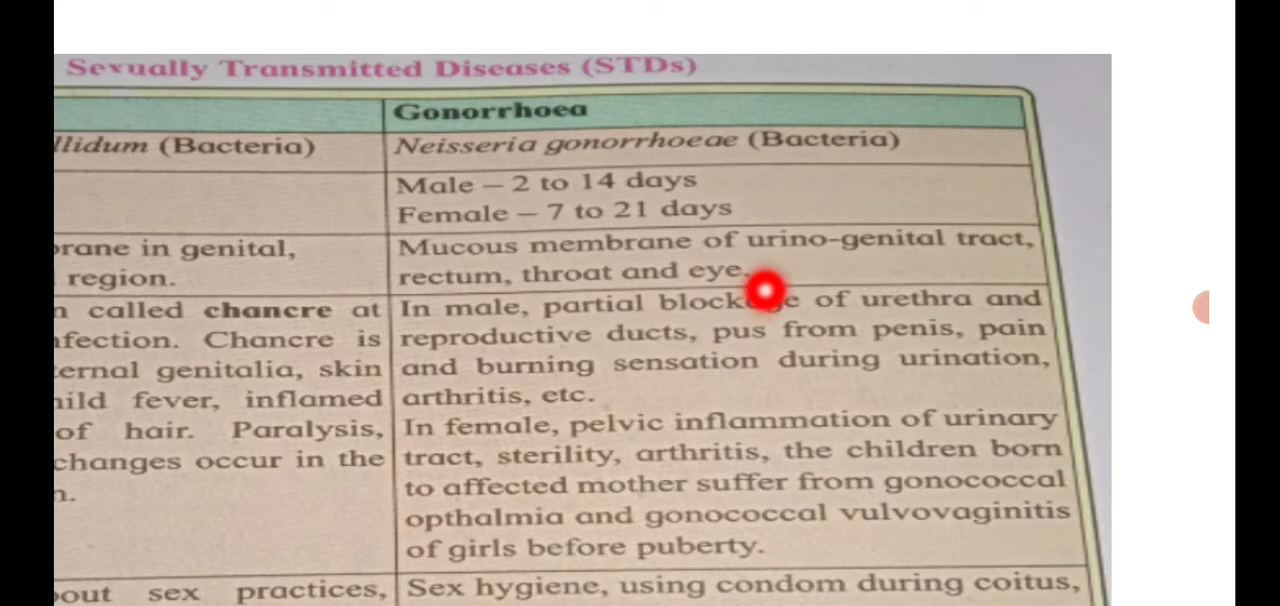 Sexually Transmitted Diseases (STDs)
Gonorrhoea
llidum (Bacteria)
Neisseria gonorrhoeae (Bacteria)
Male – 2 to 14 days
Female – 7 to 21 days
rane in genital,
region.
Mucous membrane of urino-genital tract,
rectum, throat and eye.
n called chancre at
fection. Chancre is
ernal genitalia, skin
ild fever, inflamed
of hair. Paralysis,
changes occur in the
n.
In male, partial blockage of urethra and
reproductive ducts, pus from penis, pain
and burning sensation during urination,
arthritis, etc.
In female, pelvic inflammation of urinary
tract, sterility, arthritis, the children born
to affected mother suffer from gonococcal
opthalmia and gonococcal vulvovaginitis
of girls before puberty.
out sex practices,
Sex hygiene, using condom during coitus,